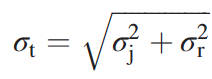 σₜ = √(σⱼ² + σᵣ²)